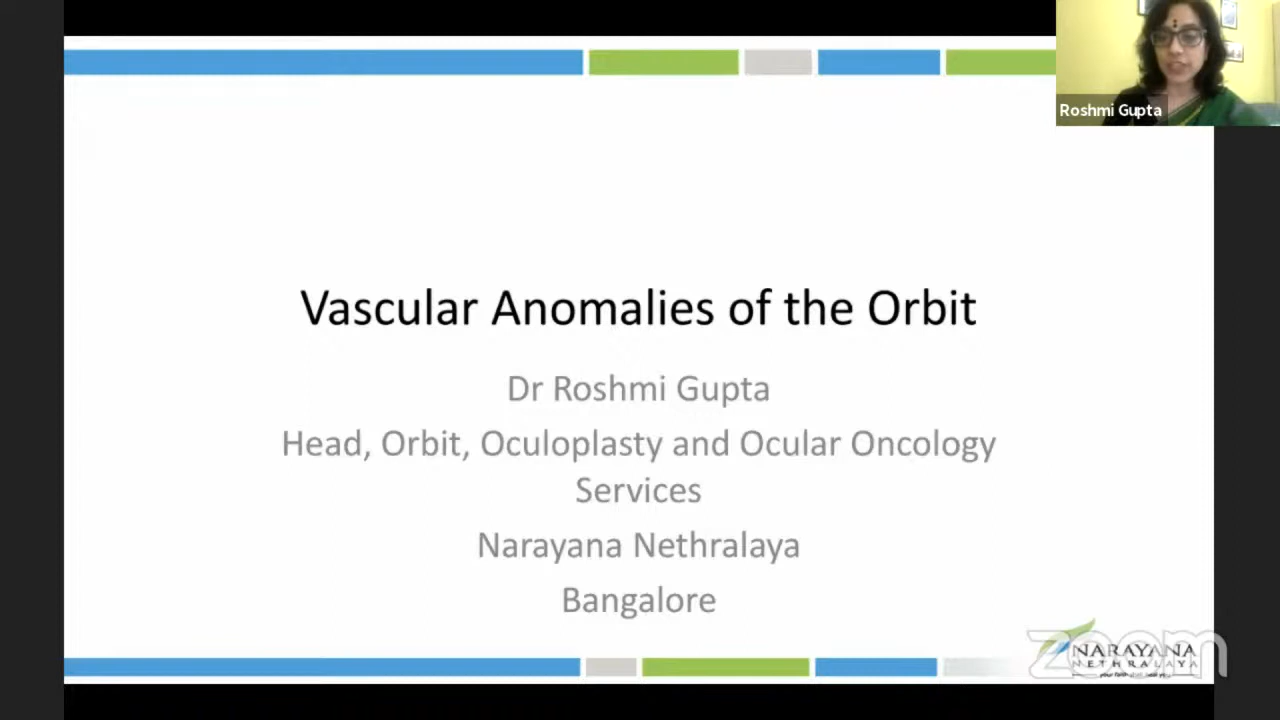 Roshmi Gupta
Vascular Anomalies of the Orbit
Dr Roshmi Gupta
Head, Orbit, Oculoplasty and Ocular Oncology
Services
Narayana Nethralaya
Bangalore
zoom
NARAYANA
NETHRALAYA